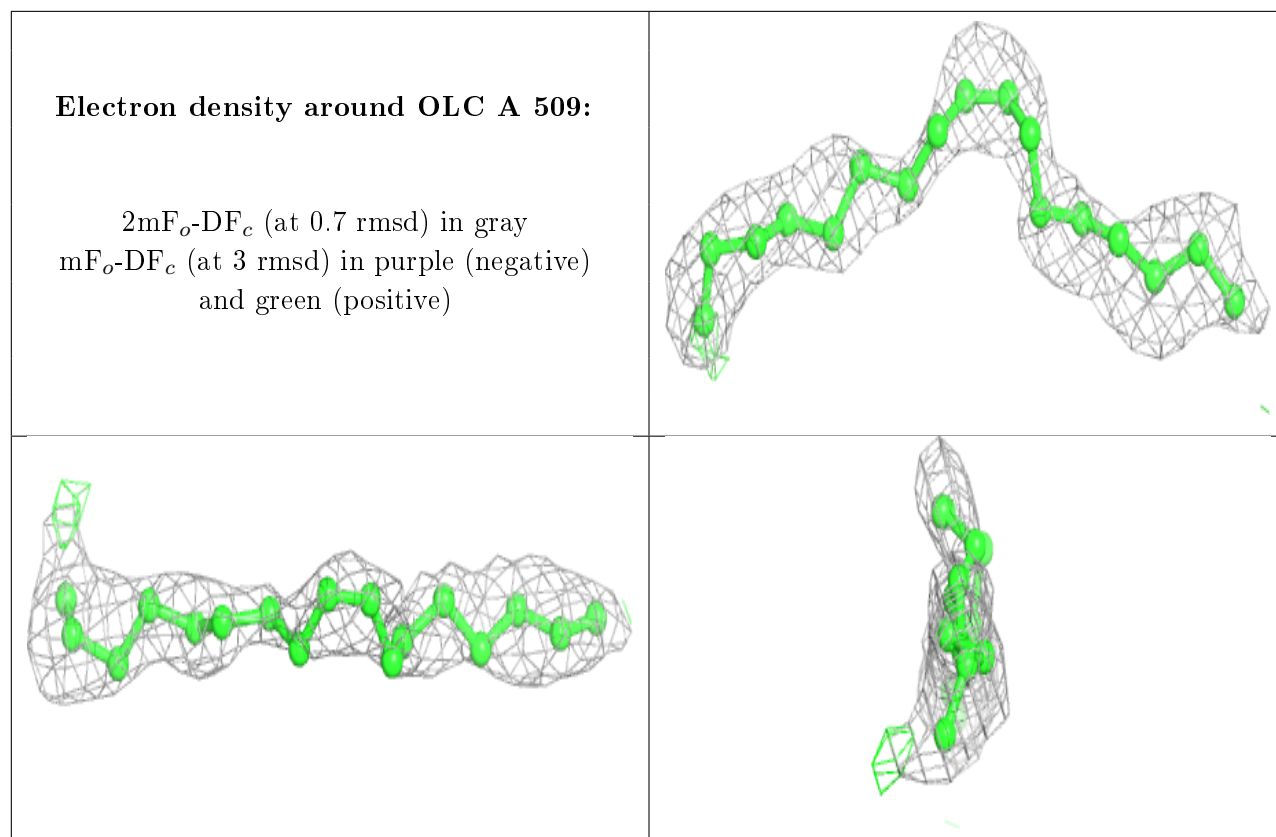 Electron density around OLC A 509:
2mFₒ-DF𝒸 (at 0.7 rmsd) in gray
mFₒ-DF𝒸 (at 3 rmsd) in purple (negative)
and green (positive)